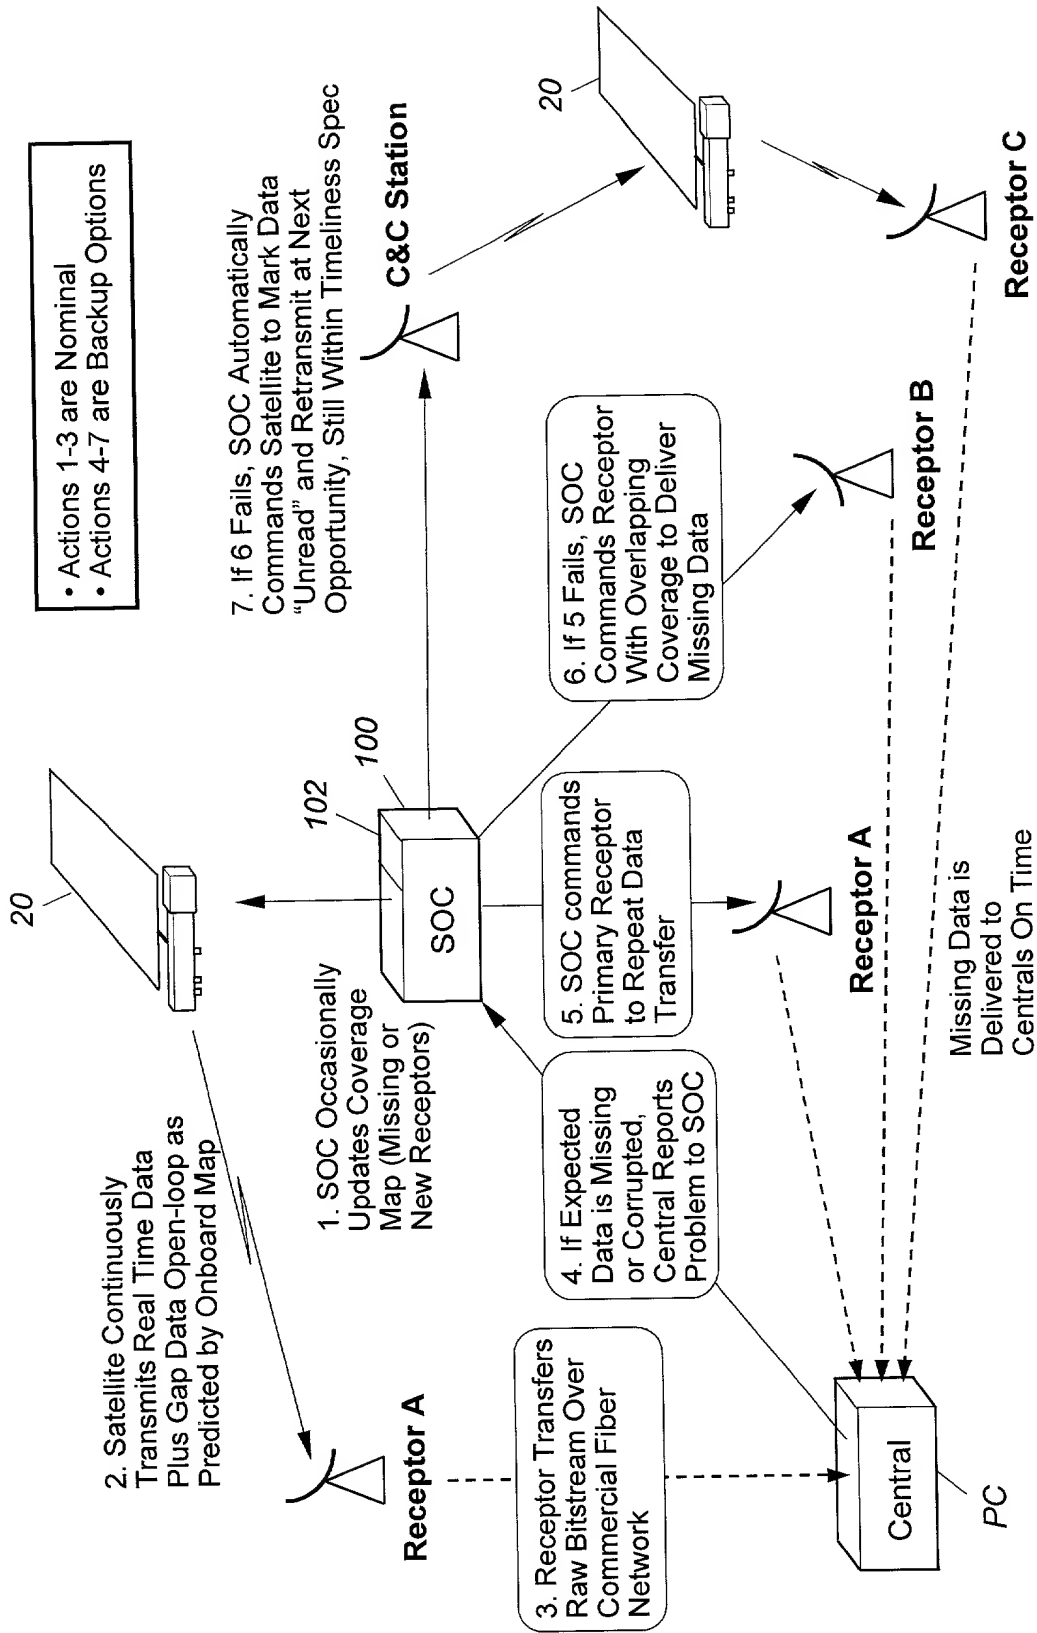 • Actions 1-3 are Nominal
• Actions 4-7 are Backup Options
2. Satellite Continuously
Transmits Real Time Data
Plus Gap Data Open-loop as
Predicted by Onboard Map
20
7. If 6 Fails, SOC Automatically
Commands Satellite to Mark Data
“Unread” and Retransmit at Next
Opportunity, Still Within Timeliness Spec
1. SOC Occasionally
Updates Coverage
Map (Missing or
New Receptors)
102
100
SOC
C&C Station
20
Receptor A
3. Receptor Transfers
Raw Bitstream Over
Commercial Fiber
Network
4. If Expected
Data is Missing
or Corrupted,
Central Reports
Problem to SOC
5. SOC commands
Primary Receptor
to Repeat Data
Transfer
6. If 5 Fails, SOC
Commands Receptor
With Overlapping
Coverage to Deliver
Missing Data
Receptor A
Receptor B
Receptor C
Central
PC
Missing Data is
Delivered to
Centrals On Time